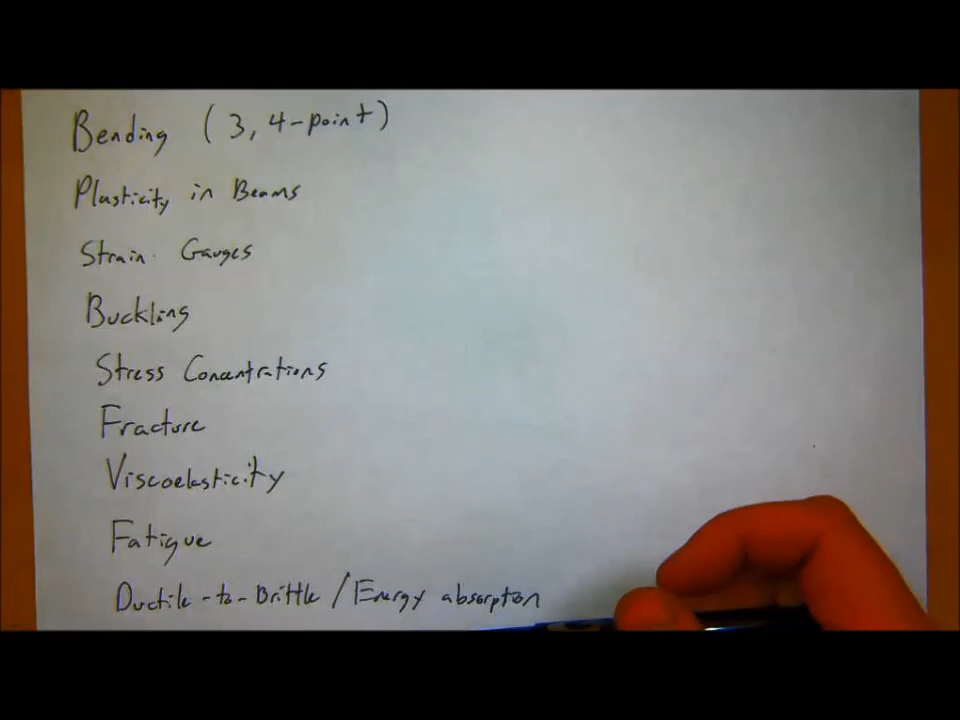 Bending (3, 4-point)
Plasticity in Beams
Strain Gauges
Buckling
Stress Concentrations
Fracture
Viscoelasticity
Fatigue
Ductile-to-Brittle / Energy absorption